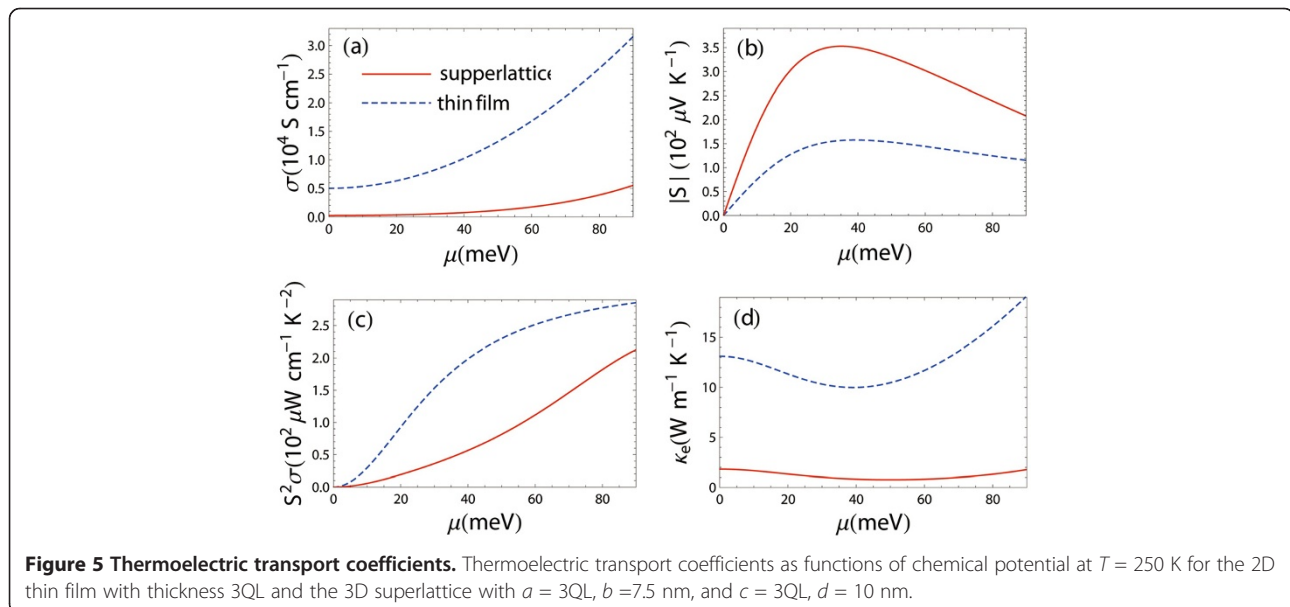 (a)
supperlattice
thin film
σ(10⁴ S cm⁻¹)
3.0
2.5
2.0
1.5
1.0
0.5
0.0
0 20 40 60 80
μ(meV)
(b)
|S| (10² μV K⁻¹)
3.5
3.0
2.5
2.0
1.5
1.0
0.5
0.0
0 20 40 60 80
μ(meV)
(c)
S²σ(10² μW cm⁻¹ K⁻²)
2.5
2.0
1.5
1.0
0.5
0.0
0 20 40 60 80
μ(meV)
(d)
κₑ(W m⁻¹ K⁻¹)
15
10
5
0
0 20 40 60 80
μ(meV)
Figure 5 Thermoelectric transport coefficients. Thermoelectric transport coefficients as functions of chemical potential at T = 250 K for the 2D
thin film with thickness 3QL and the 3D superlattice with a = 3QL, b =7.5 nm, and c = 3QL, d = 10 nm.